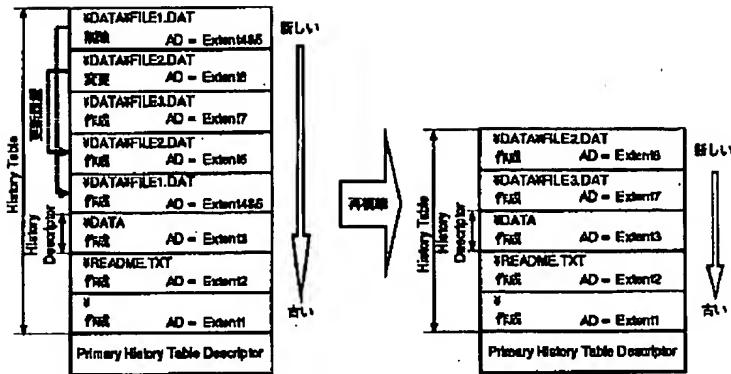 ¥DATA¥FILE1.DAT
削除 AD = Extent4&5
¥DATA¥FILE2.DAT
変更 AD = Extent6
¥DATA¥FILE3.DAT
作成 AD = Extent7
¥DATA¥FILE2.DAT
作成 AD = Extent6
¥DATA¥FILE1.DAT
作成 AD = Extent4&5
¥DATA
作成 AD = Extent3
¥README.TXT
作成 AD = Extent2
¥
作成 AD = Extent1
Primary History Table Descriptor
History Table
更新履歴
History
Descriptor
新しい
古い
再構築
¥DATA¥FILE2.DAT
作成 AD = Extent6
¥DATA¥FILE3.DAT
作成 AD = Extent7
¥DATA
作成 AD = Extent3
¥README.TXT
作成 AD = Extent2
¥
作成 AD = Extent1
Primary History Table Descriptor
History Table
History
Descriptor
新しい
古い